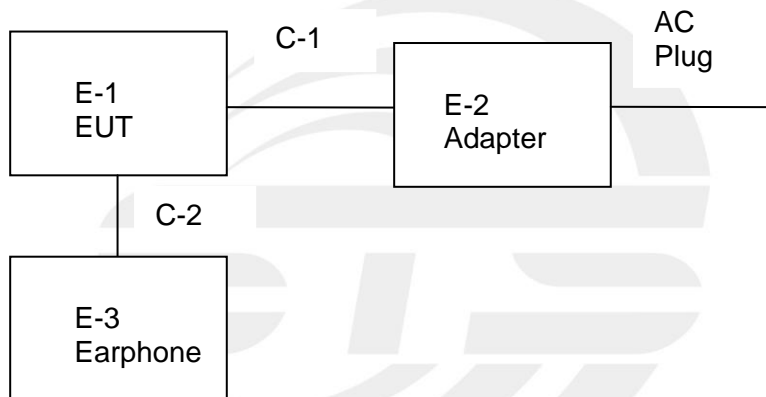 C-1
AC
Plug
E-1
EUT
E-2
Adapter
C-2
E-3
Earphone